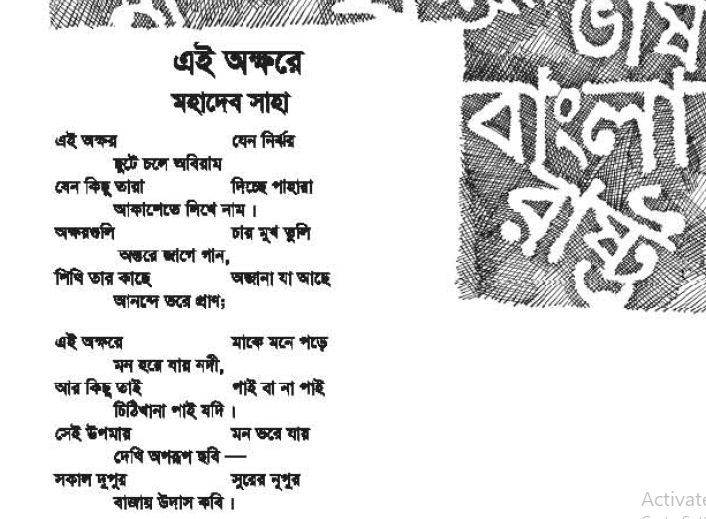 ভাষ
বাংলা
রাষ্ট্র
এই অক্ষরে
মহাদেব সাহা
এই অক্ষর যেন নির্ঝর
ছুটে চলে অবিরাম
যেন কিছু তারা দিচ্ছে পাহারা
আকাশেতে লিখে নাম ।
অক্ষরগুলি চায় মুখ তুলি
অন্তরে জাগে গান,
শিখি তার কাছে অজানা যা আছে
আনন্দে ভরে প্রাণ;
এই অক্ষরে মাকে মনে পড়ে
মন হয়ে যায় নদী,
আর কিছু তাই পাই বা না পাই
চিঠিখানা পাই যদি ।
সেই উপমায় মন ভরে যায়
দেখি অপরূপ ছবি —
সকাল দুপুর সুরের নূপুর
বাজায় উদাস কবি ।
Activate